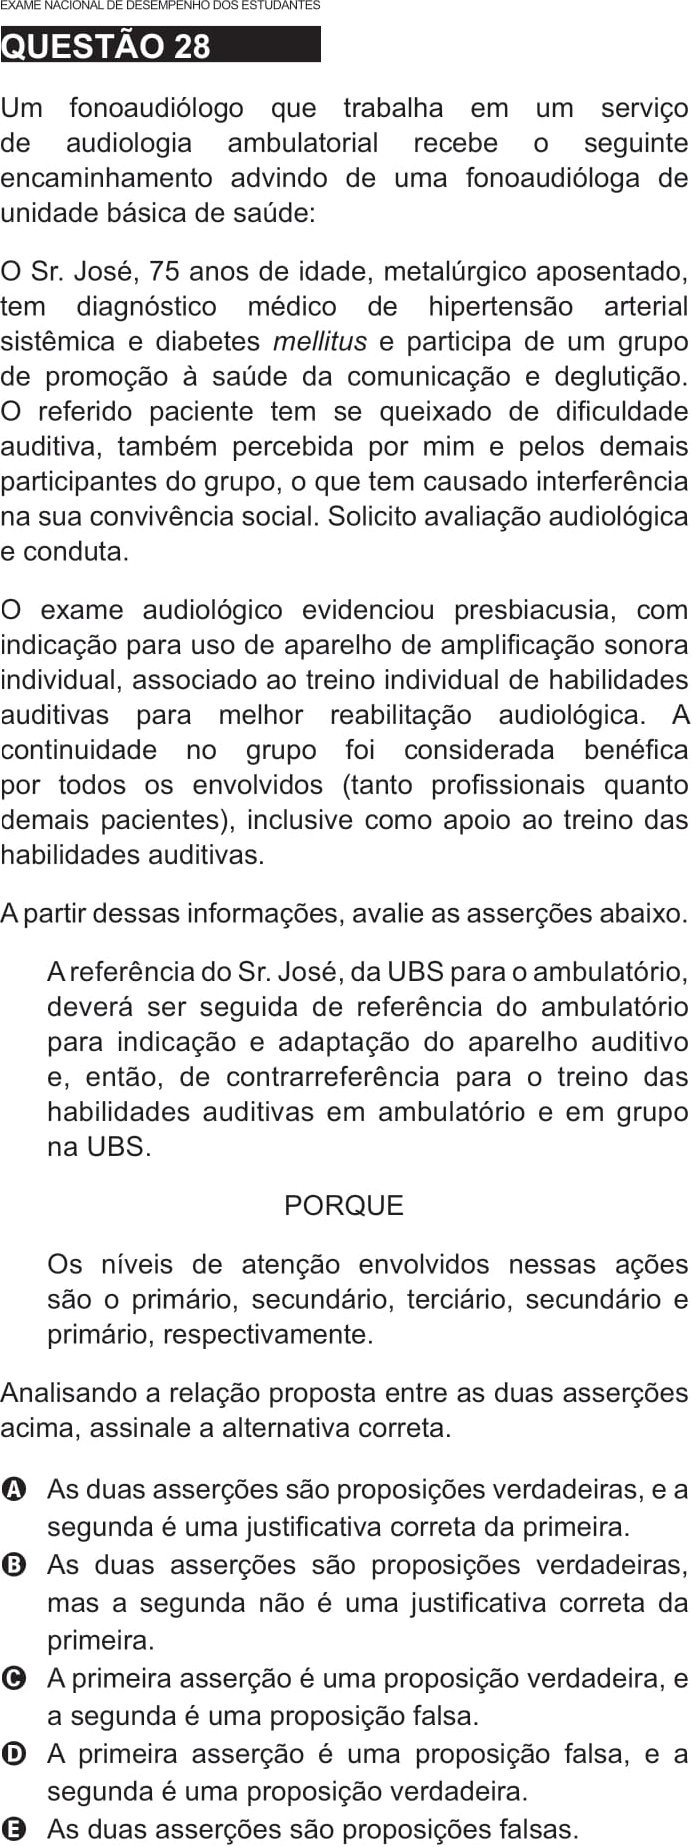 EXAME NACIONAL DE DESEMPENHO DOS ESTUDANTES
QUESTÃO 28
Um fonoaudiólogo que trabalha em um serviço
de audiologia ambulatorial recebe o seguinte
encaminhamento advindo de uma fonoaudióloga de
unidade básica de saúde:
O Sr. José, 75 anos de idade, metalúrgico aposentado,
tem diagnóstico médico de hipertensão arterial
sistêmica e diabetes mellitus e participa de um grupo
de promoção à saúde da comunicação e deglutição.
O referido paciente tem se queixado de dificuldade
auditiva, também percebida por mim e pelos demais
participantes do grupo, o que tem causado interferência
na sua convivência social. Solicito avaliação audiológica
e conduta.
O exame audiológico evidenciou presbiacusia, com
indicação para uso de aparelho de amplificação sonora
individual, associado ao treino individual de habilidades
auditivas para melhor reabilitação audiológica. A
continuidade no grupo foi considerada benéfica
por todos os envolvidos (tanto profissionais quanto
demais pacientes), inclusive como apoio ao treino das
habilidades auditivas.
A partir dessas informações, avalie as asserções abaixo.
A referência do Sr. José, da UBS para o ambulatório,
deverá ser seguida de referência do ambulatório
para indicação e adaptação do aparelho auditivo
e, então, de contrarreferência para o treino das
habilidades auditivas em ambulatório e em grupo
na UBS.
PORQUE
Os níveis de atenção envolvidos nessas ações
são o primário, secundário, terciário, secundário e
primário, respectivamente.
Analisando a relação proposta entre as duas asserções
acima, assinale a alternativa correta.
A As duas asserções são proposições verdadeiras, e a
segunda é uma justificativa correta da primeira.
B As duas asserções são proposições verdadeiras,
mas a segunda não é uma justificativa correta da
primeira.
C A primeira asserção é uma proposição verdadeira, e
a segunda é uma proposição falsa.
D A primeira asserção é uma proposição falsa, e a
segunda é uma proposição verdadeira.
E As duas asserções são proposições falsas.